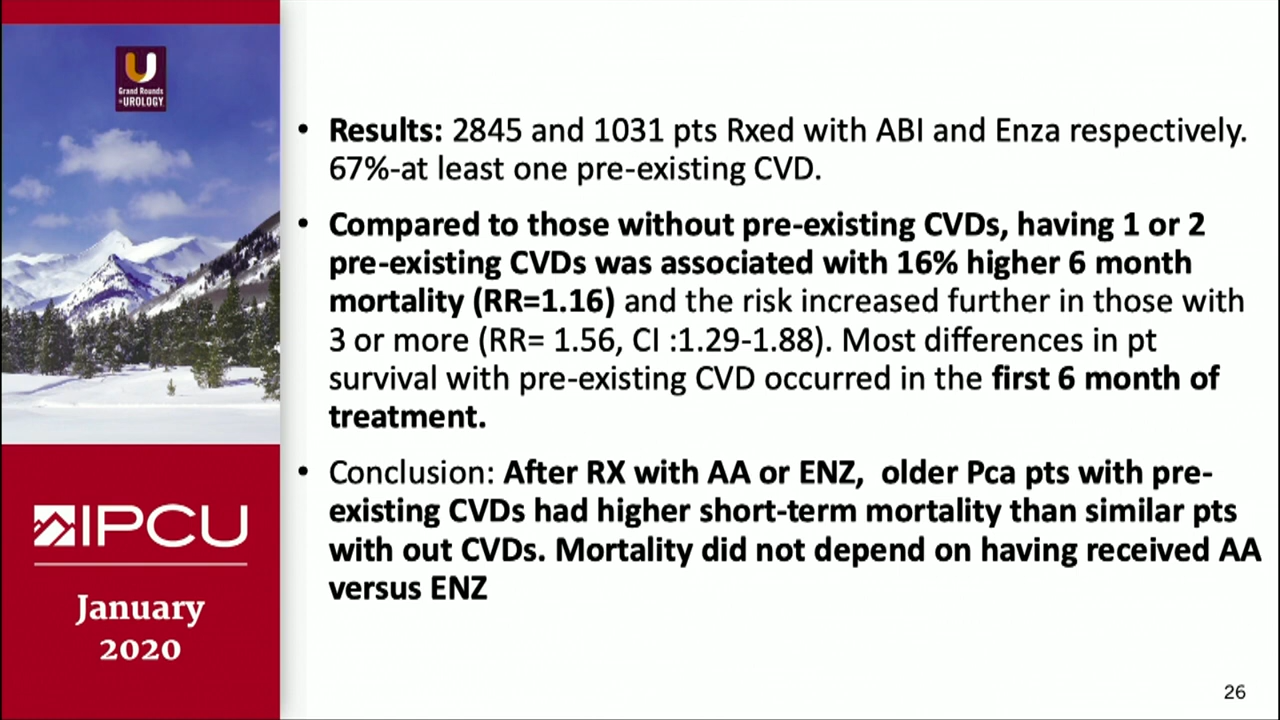 U
Grand Rounds
in UROLOGY
• Results: 2845 and 1031 pts Rxed with ABI and Enza respectively.
67%-at least one pre-existing CVD.
• Compared to those without pre-existing CVDs, having 1 or 2
pre-existing CVDs was associated with 16% higher 6 month
mortality (RR=1.16) and the risk increased further in those with
3 or more (RR= 1.56, CI :1.29-1.88). Most differences in pt
survival with pre-existing CVD occurred in the first 6 month of
treatment.
• Conclusion: After RX with AA or ENZ,  older Pca pts with pre-
existing CVDs had higher short-term mortality than similar pts
with out CVDs. Mortality did not depend on having received AA
versus ENZ
IPCU
January
2020
26